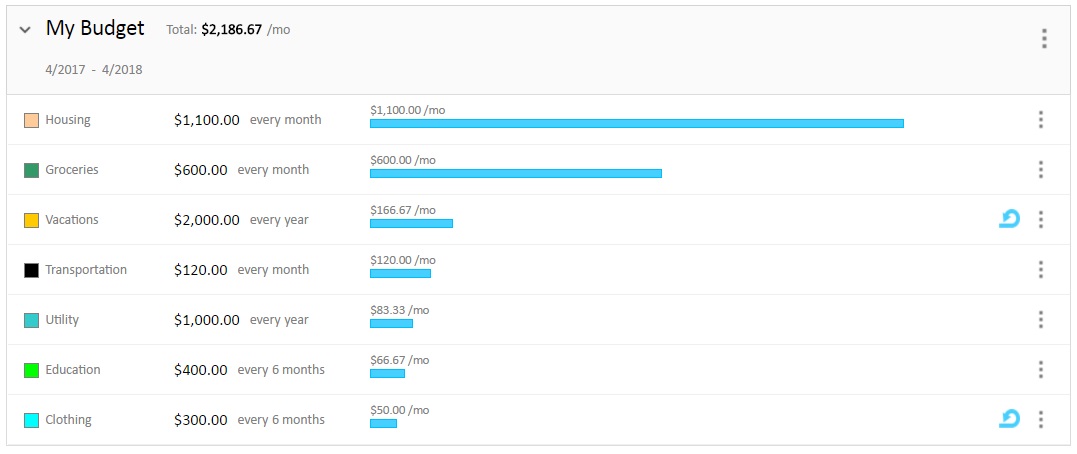 My Budget Total: $2,186.67 /mo
4/2017 - 4/2018
$1,100.00 /mo
Housing $1,100.00 every month
$600.00 /mo
Groceries $600.00 every month
$166.67 /mo
Vacations $2,000.00 every year
$120.00 /mo
Transportation $120.00 every month
$83.33 /mo
Utility $1,000.00 every year
$66.67 /mo
Education $400.00 every 6 months
$50.00 /mo
Clothing $300.00 every 6 months